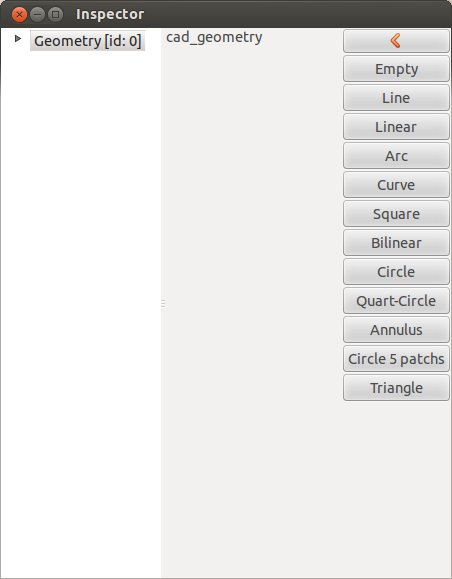 Inspector
Geometry [id: 0]
cad_geometry
Empty
Line
Linear
Arc
Curve
Square
Bilinear
Circle
Quart-Circle
Annulus
Circle 5 patchs
Triangle